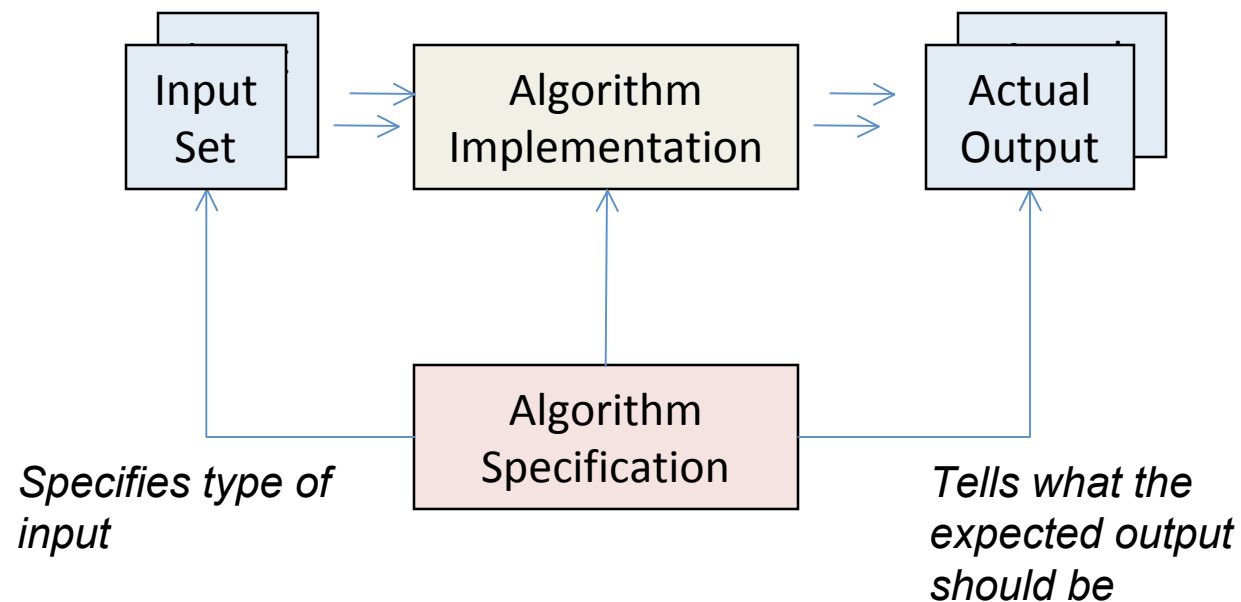 Input
Set
Algorithm
Implementation
Actual
Output
Algorithm
Specification
Specifies type of
input
Tells what the
expected output
should be